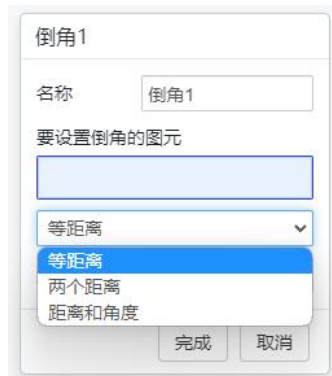 倒角1
名称 倒角1
要设置倒角的图元
等距离
等距离
两个距离
距离和角度
完成 取消